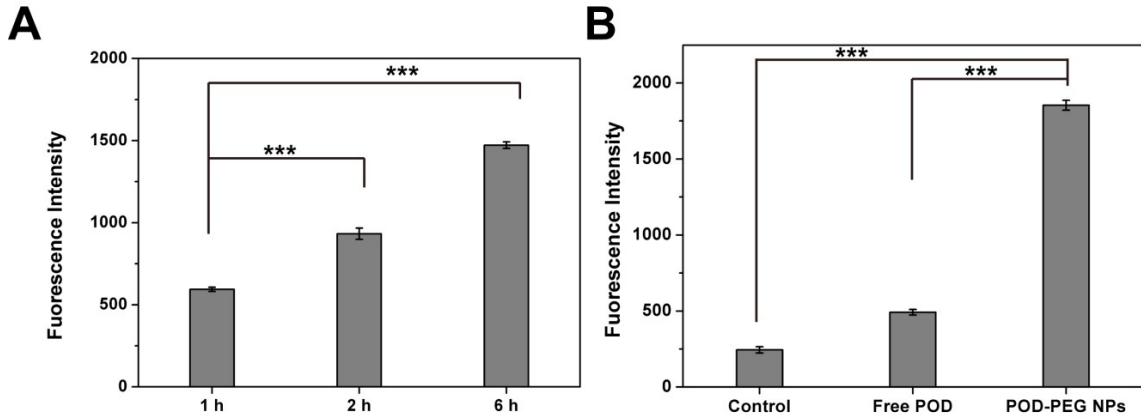 A
Fuorescence Intensity
2000
1500
1000
500
0
***
***
1 h
2 h
6 h
B
Fuorescence Intensity
2000
1500
1000
500
0
***
***
Control
Free POD
POD-PEG NPs